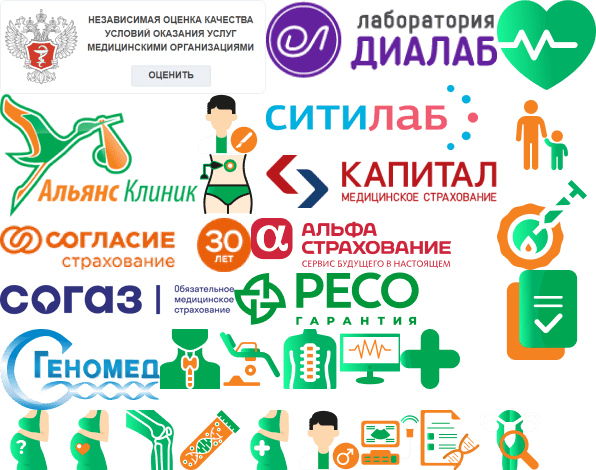 НЕЗАВИСИМАЯ ОЦЕНКА КАЧЕСТВА
УСЛОВИЙ ОКАЗАНИЯ УСЛУГ
МЕДИЦИНСКИМИ ОРГАНИЗАЦИЯМИ
ОЦЕНИТЬ
лаборатория
ДИАЛАБ
Альянс Клиник
СИТИЛАБ
КАПИТАЛ
МЕДИЦИНСКОЕ СТРАХОВАНИЕ
СОГЛАСИЕ
страхование
30
ЛЕТ
α АЛЬФА
СТРАХОВАНИЕ
СЕРВИС БУДУЩЕГО В НАСТОЯЩЕМ
согаз
Обязательное
медицинское
страхование
РЕСО
ГАРАНТИЯ
ГЕНОМЕД
?